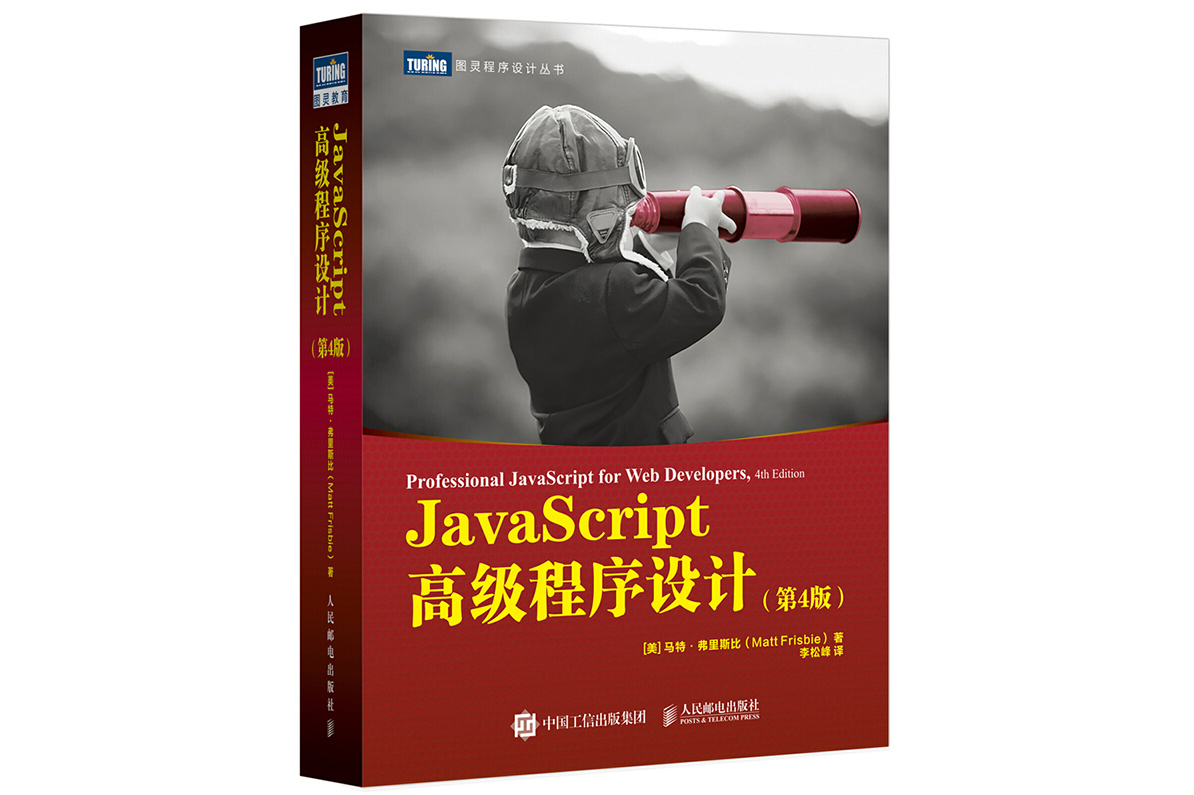 TURING
图灵教育
JavaScript
高级程序设计
（第4版）
[美] 马特·弗里斯比（Matt Frisbie）著
人民邮电出版社
TURING 图灵程序设计丛书
Professional JavaScript for Web Developers, 4th Edition
JavaScript
高级程序设计（第4版）
[美] 马特·弗里斯比（Matt Frisbie）著
李松峰 译
中国工信出版集团
人民邮电出版社
POSTS & TELECOM PRESS